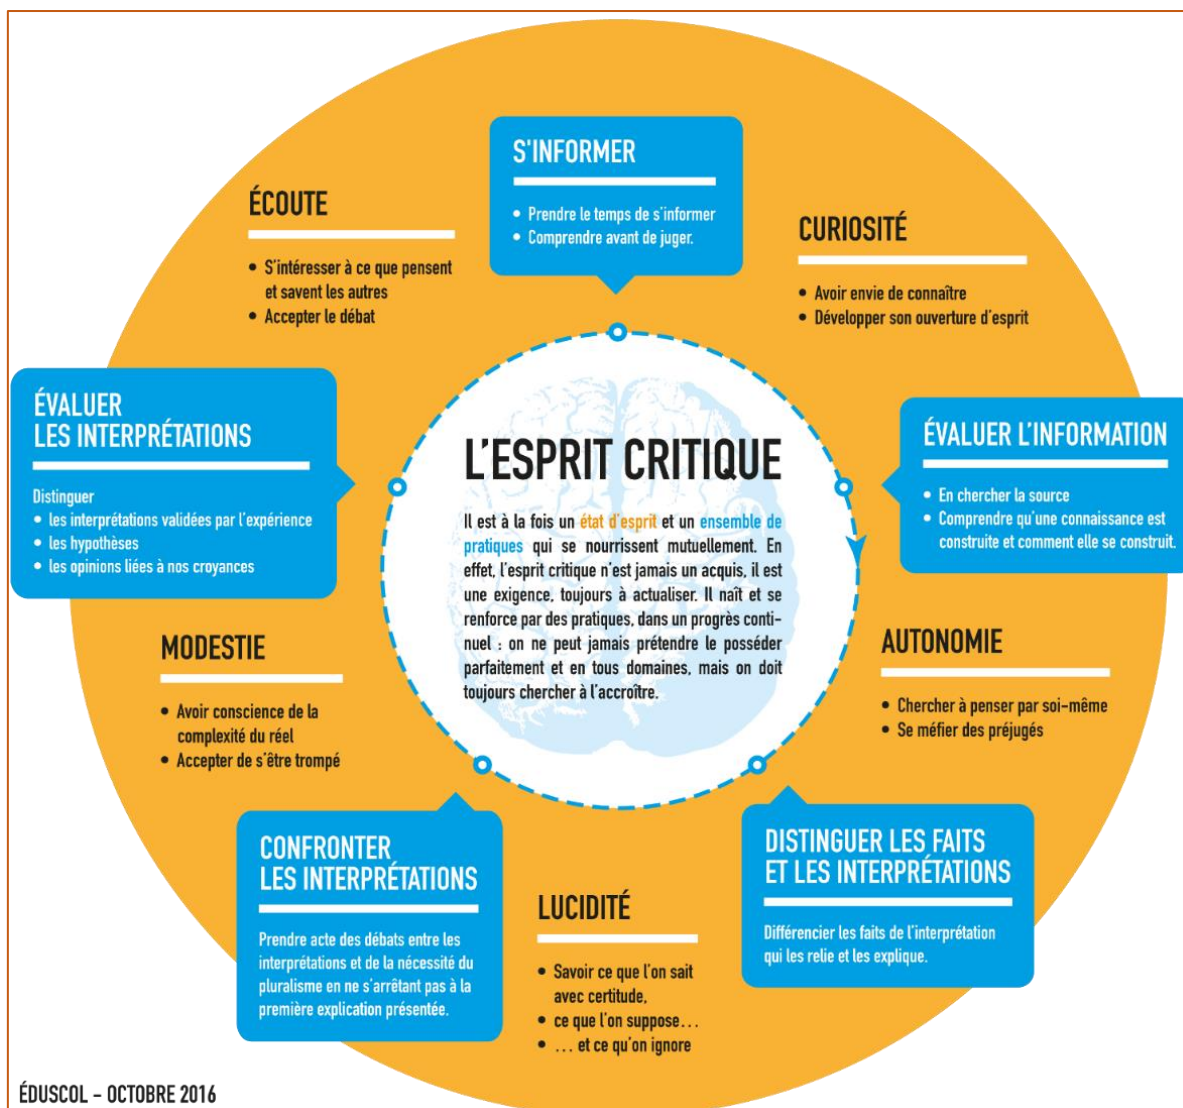 S'INFORMER
• Prendre le temps de s'informer
• Comprendre avant de juger.
CURIOSITÉ
• Avoir envie de connaître
• Développer son ouverture d'esprit
ÉVALUER L'INFORMATION
• En chercher la source
• Comprendre qu'une connaissance est
construite et comment elle se construit.
AUTONOMIE
• Chercher à penser par soi-même
• Se méfier des préjugés
DISTINGUER LES FAITS
ET LES INTERPRÉTATIONS
Différencier les faits de l'interprétation
qui les relie et les explique.
LUCIDITÉ
• Savoir ce que l'on sait
avec certitude,
• ce que l'on suppose...
• ... et ce qu'on ignore
CONFRONTER
LES INTERPRÉTATIONS
Prendre acte des débats entre les
interprétations et de la nécessité du
pluralisme en ne s'arrêtant pas à la
première explication présentée.
MODESTIE
• Avoir conscience de la
complexité du réel
• Accepter de s'être trompé
ÉVALUER
LES INTERPRÉTATIONS
Distinguer
• les interprétations validées par l'expérience
• les hypothèses
• les opinions liées à nos croyances
ÉCOUTE
• S'intéresser à ce que pensent
et savent les autres
• Accepter le débat
L'ESPRIT CRITIQUE
Il est à la fois un état d'esprit et un ensemble de
pratiques qui se nourrissent mutuellement. En
effet, l'esprit critique n'est jamais un acquis, il est
une exigence, toujours à actualiser. Il naît et se
renforce par des pratiques, dans un progrès conti-
nuel : on ne peut jamais prétendre le posséder
parfaitement et en tous domaines, mais on doit
toujours chercher à l'accroître.
ÉDUSCOL - OCTOBRE 2016